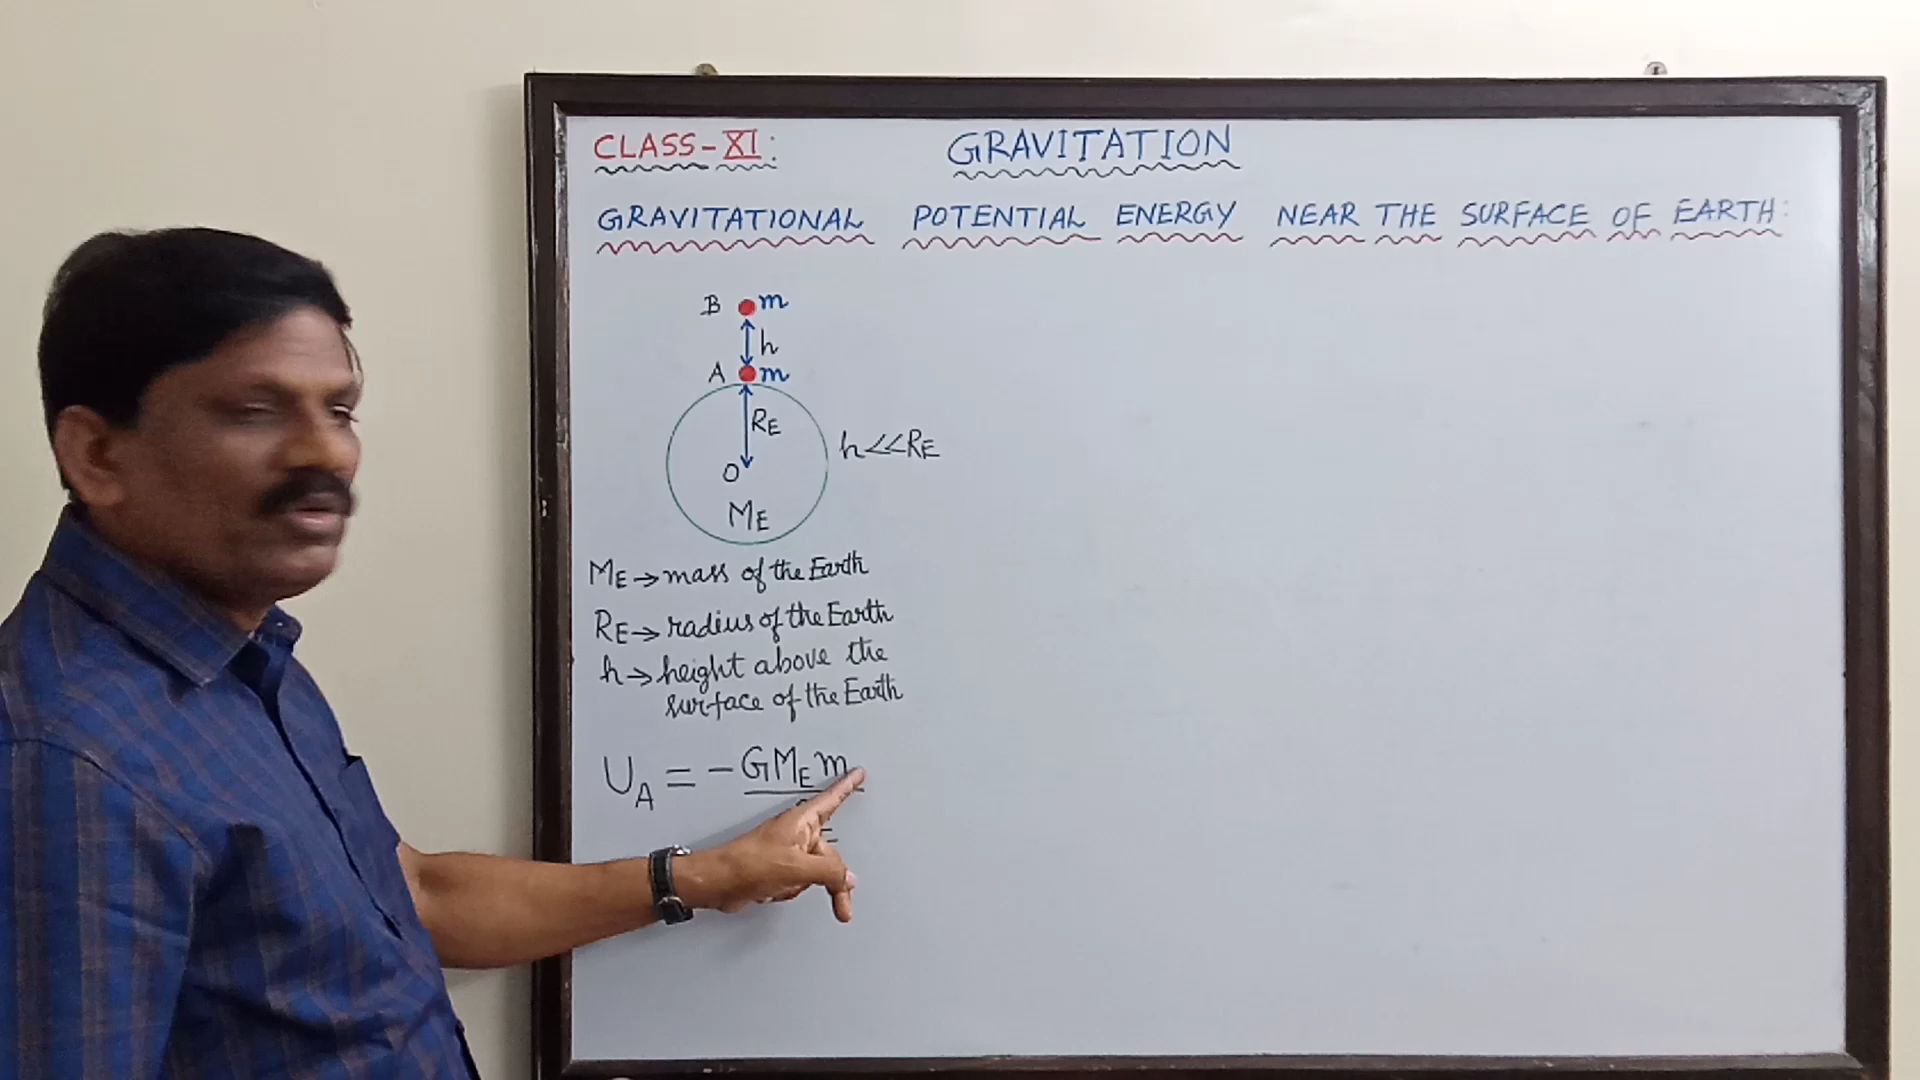 CLASS-XI:
GRAVITATION
GRAVITATIONAL POTENTIAL ENERGY NEAR THE SURFACE OF EARTH:
B m
h
A m
RE
h<<RE
O
ME
ME→mass of the Earth
RE→radius of the Earth
h→height above the
surface of the Earth
UA = -GMEm